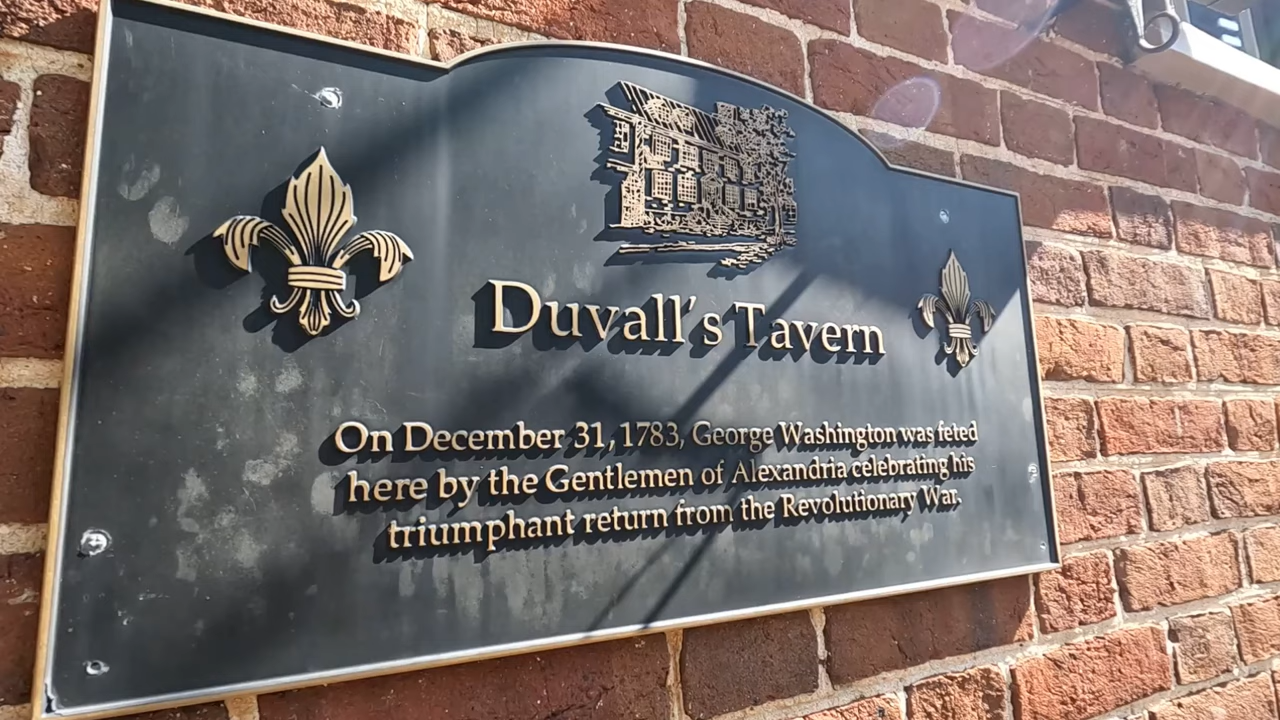 Duvall's Tavern
On December 31, 1783, George Washington was feted
here by the Gentlemen of Alexandria celebrating his
triumphant return from the Revolutionary War.